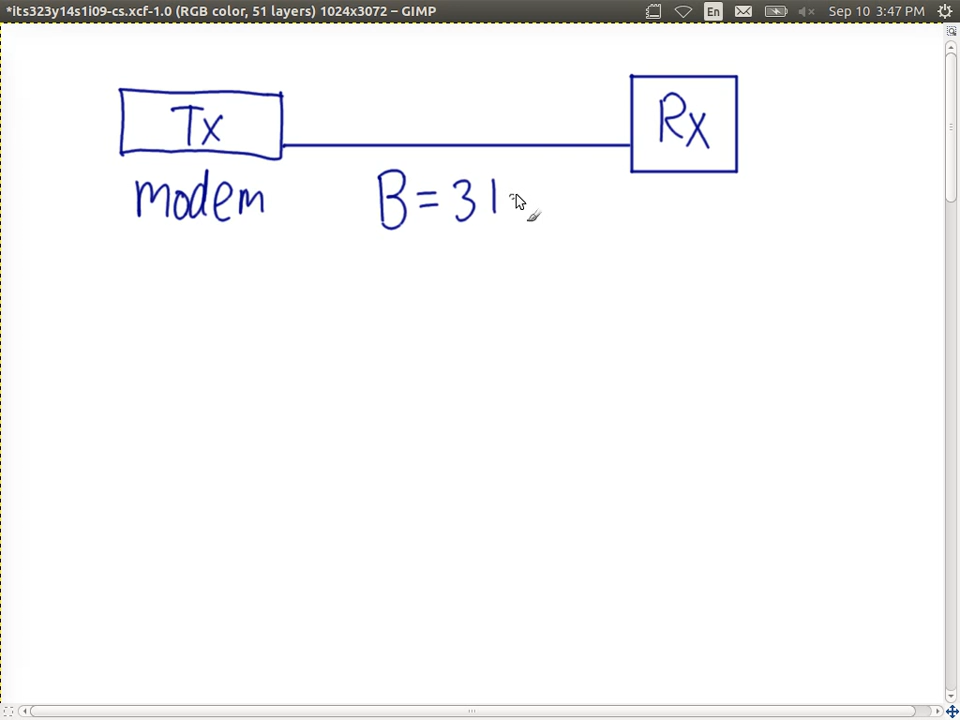 *its323y14s1i09-cs.xcf-1.0 (RGB color, 51 layers) 1024x3072 – GIMP
En
Sep 10 3:47 PM
Tx
Rx
modem
B = 31